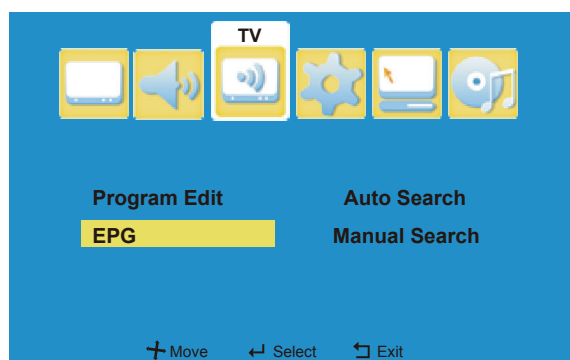 TV
Program Edit Auto Search
EPG Manual Search
Move Select Exit